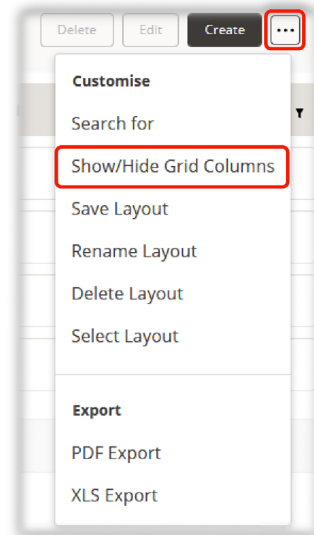 Delete Edit Create ...
Customise
Search for
Show/Hide Grid Columns
Save Layout
Rename Layout
Delete Layout
Select Layout
Export
PDF Export
XLS Export